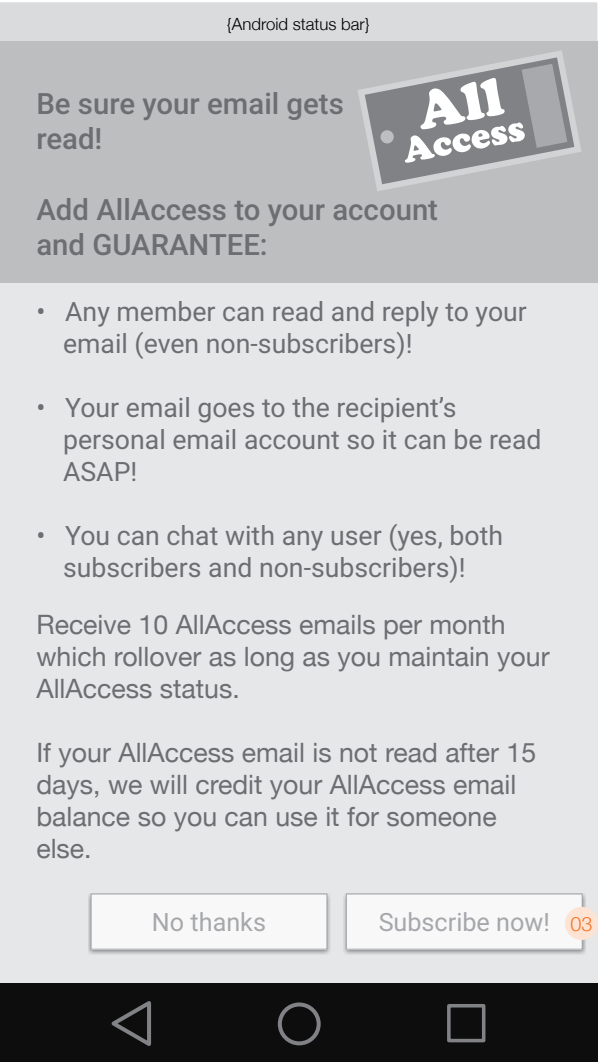 {Android status bar}
Be sure your email gets
read!
All
Access
Add AllAccess to your account
and GUARANTEE:
• Any member can read and reply to your
email (even non-subscribers)!
• Your email goes to the recipient’s
personal email account so it can be read
ASAP!
• You can chat with any user (yes, both
subscribers and non-subscribers)!
Receive 10 AllAccess emails per month
which rollover as long as you maintain your
AllAccess status.
If your AllAccess email is not read after 15
days, we will credit your AllAccess email
balance so you can use it for someone
else.
No thanks
Subscribe now!
03